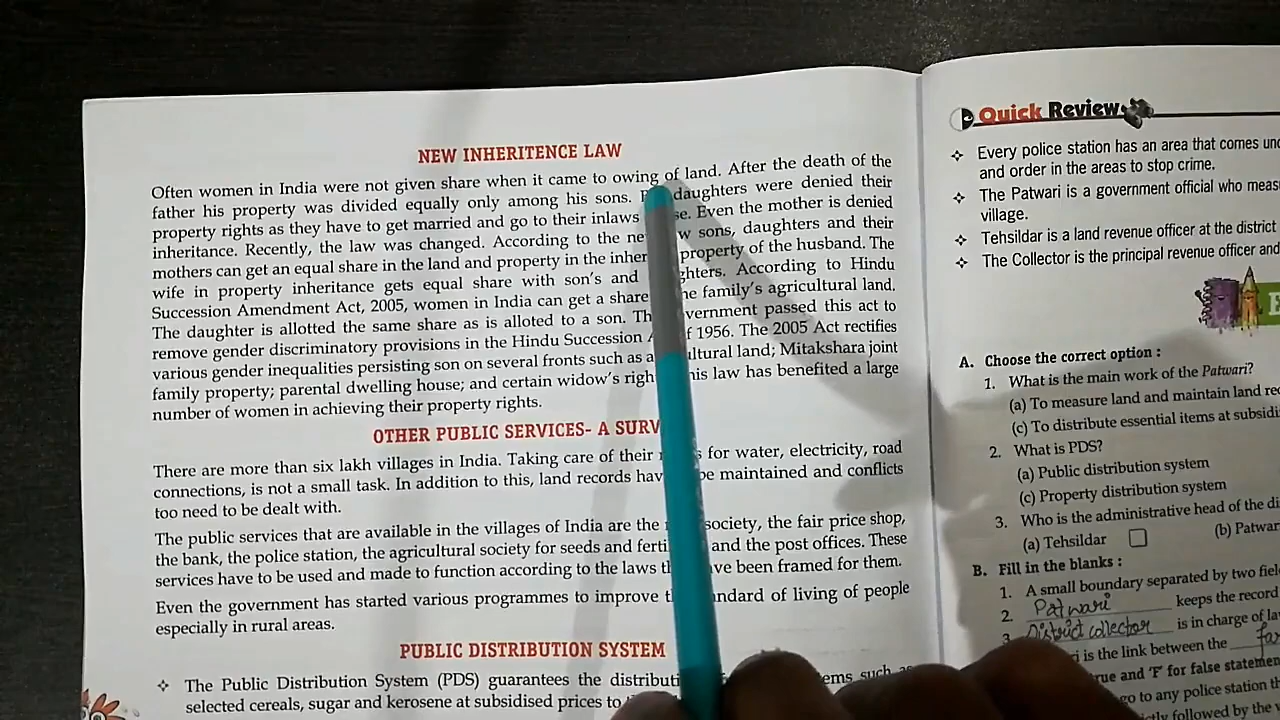 NEW INHERITENCE LAW
Often women in India were not given share when it came to owing of land. After the death of the
father his property was divided equally only among his sons. daughters were denied their
property rights as they have to get married and go to their inlaws se. Even the mother is denied
inheritance. Recently, the law was changed. According to the ne w sons, daughters and their
mothers can get an equal share in the land and property in the inher property of the husband. The
wife in property inheritance gets equal share with son's and ghters. According to Hindu
Succession Amendment Act, 2005, women in India can get a share he family's agricultural land.
The daughter is allotted the same share as is alloted to a son. Th vernment passed this act to
remove gender discriminatory provisions in the Hindu Succession f 1956. The 2005 Act rectifies
various gender inequalities persisting son on several fronts such as a ultural land; Mitakshara joint
family property; parental dwelling house; and certain widow's righ his law has benefited a large
number of women in achieving their property rights.
OTHER PUBLIC SERVICES- A SURV
There are more than six lakh villages in India. Taking care of their s for water, electricity, road
connections, is not a small task. In addition to this, land records hav be maintained and conflicts
too need to be dealt with.
The public services that are available in the villages of India are the society, the fair price shop,
the bank, the police station, the agricultural society for seeds and ferti and the post offices. These
services have to be used and made to function according to the laws th ve been framed for them.
Even the government has started various programmes to improve t ndard of living of people
especially in rural areas.
PUBLIC DISTRIBUTION SYSTEM
❖ The Public Distribution System (PDS) guarantees the distributi ems such as
selected cereals, sugar and kerosene at subsidised prices to
Quick Review
❖ Every police station has an area that comes und
and order in the areas to stop crime.
❖ The Patwari is a government official who meas
village.
❖ Tehsildar is a land revenue officer at the district
❖ The Collector is the principal revenue officer and
A. Choose the correct option :
1. What is the main work of the Patwari?
(a) To measure land and maintain land rec
(c) To distribute essential items at subsidi
2. What is PDS?
(a) Public distribution system
(c) Property distribution system
3. Who is the administrative head of the di
(a) Tehsildar (b) Patwar
B. Fill in the blanks :
1. A small boundary separated by two fiel
2. Patwari keeps the record
3. District collector is in charge of la
i is the link between the far
rue and 'F' for false statemen
go to any police station th
ctly followed by the v